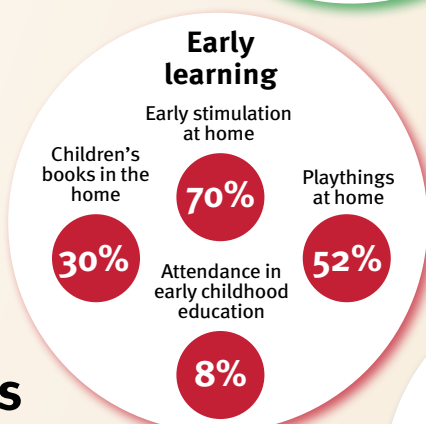 Early
learning
Early stimulation
at home
70%
Children's
books in the
home
30%
Playthings
at home
52%
Attendance in
early childhood
education
8%
s